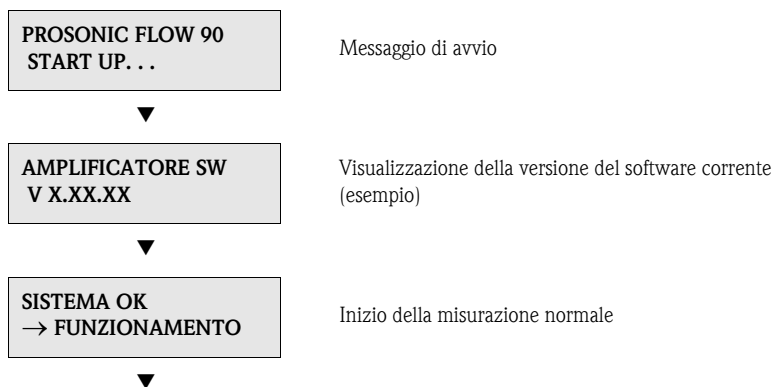 PROSONIC FLOW 90
START UP. . .
Messaggio di avvio
▼
AMPLIFICATORE SW
V X.XX.XX
Visualizzazione della versione del software corrente
(esempio)
▼
SISTEMA OK
→ FUNZIONAMENTO
Inizio della misurazione normale
▼